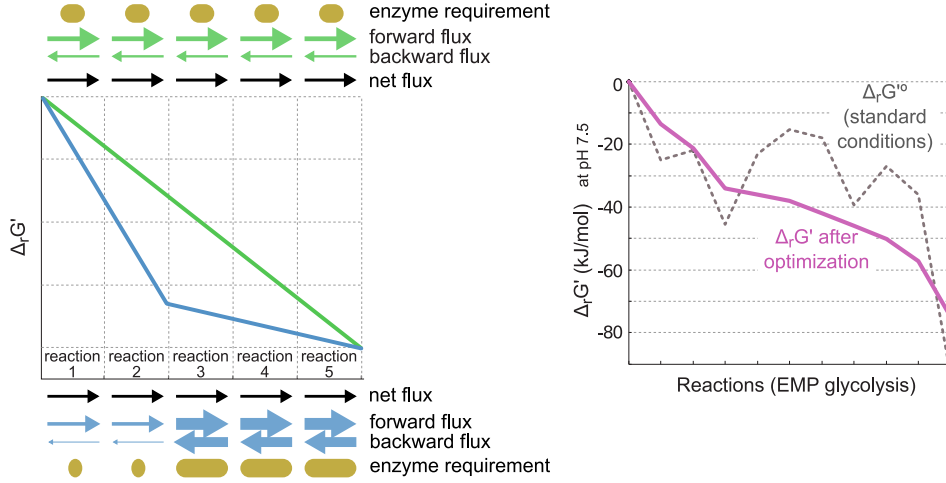 enzyme requirement
forward flux
backward flux
net flux
ΔrG'
reaction 1
reaction 2
reaction 3
reaction 4
reaction 5
net flux
forward flux
backward flux
enzyme requirement
0
-20
-40
-60
-80
ΔrG' (kJ/mol) at pH 7.5
ΔrG'º
(standard
conditions)
ΔrG' after
optimization
Reactions (EMP glycolysis)